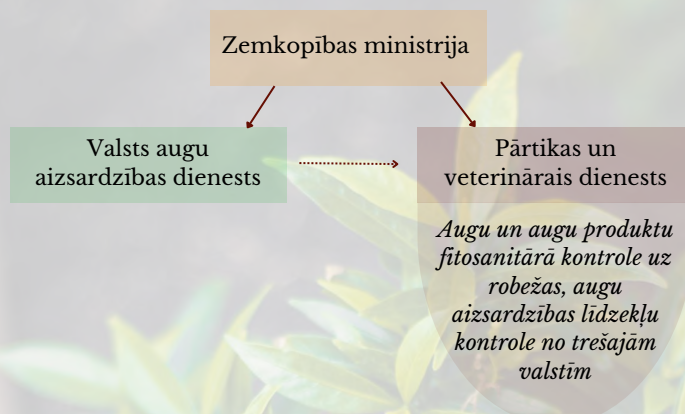 Zemkopības ministrija
Valsts augu
aizsardzības dienests
Pārtikas un
veterinārais dienests
Augu un augu produktu
fitosanitārā kontrole uz
robežas, augu
aizsardzības līdzekļu
kontrole no trešajām
valstīm